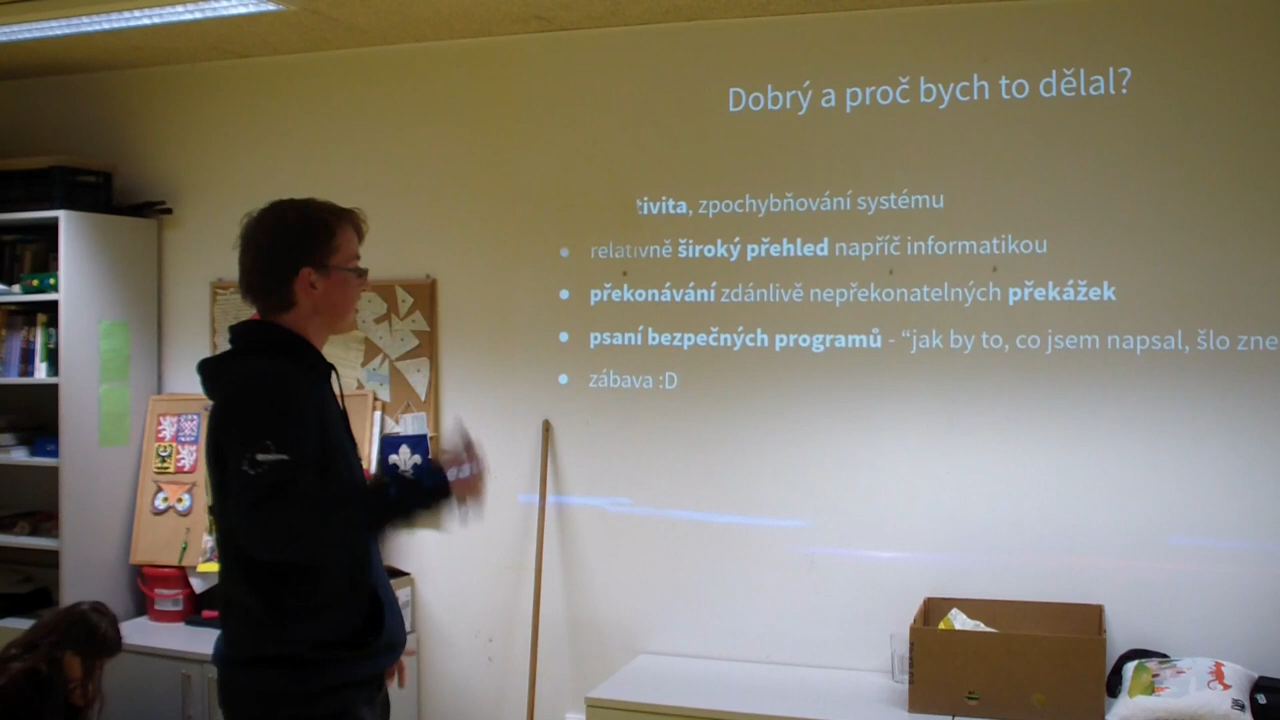 Dobrý a proč bych to dělal?
tivita, zpochybňování systému
relativně široký přehled napříč informatikou
překonávání zdánlivě nepřekonatelných překážek
psaní bezpečných programů - “jak by to, co jsem napsal, šlo zne
zábava :D